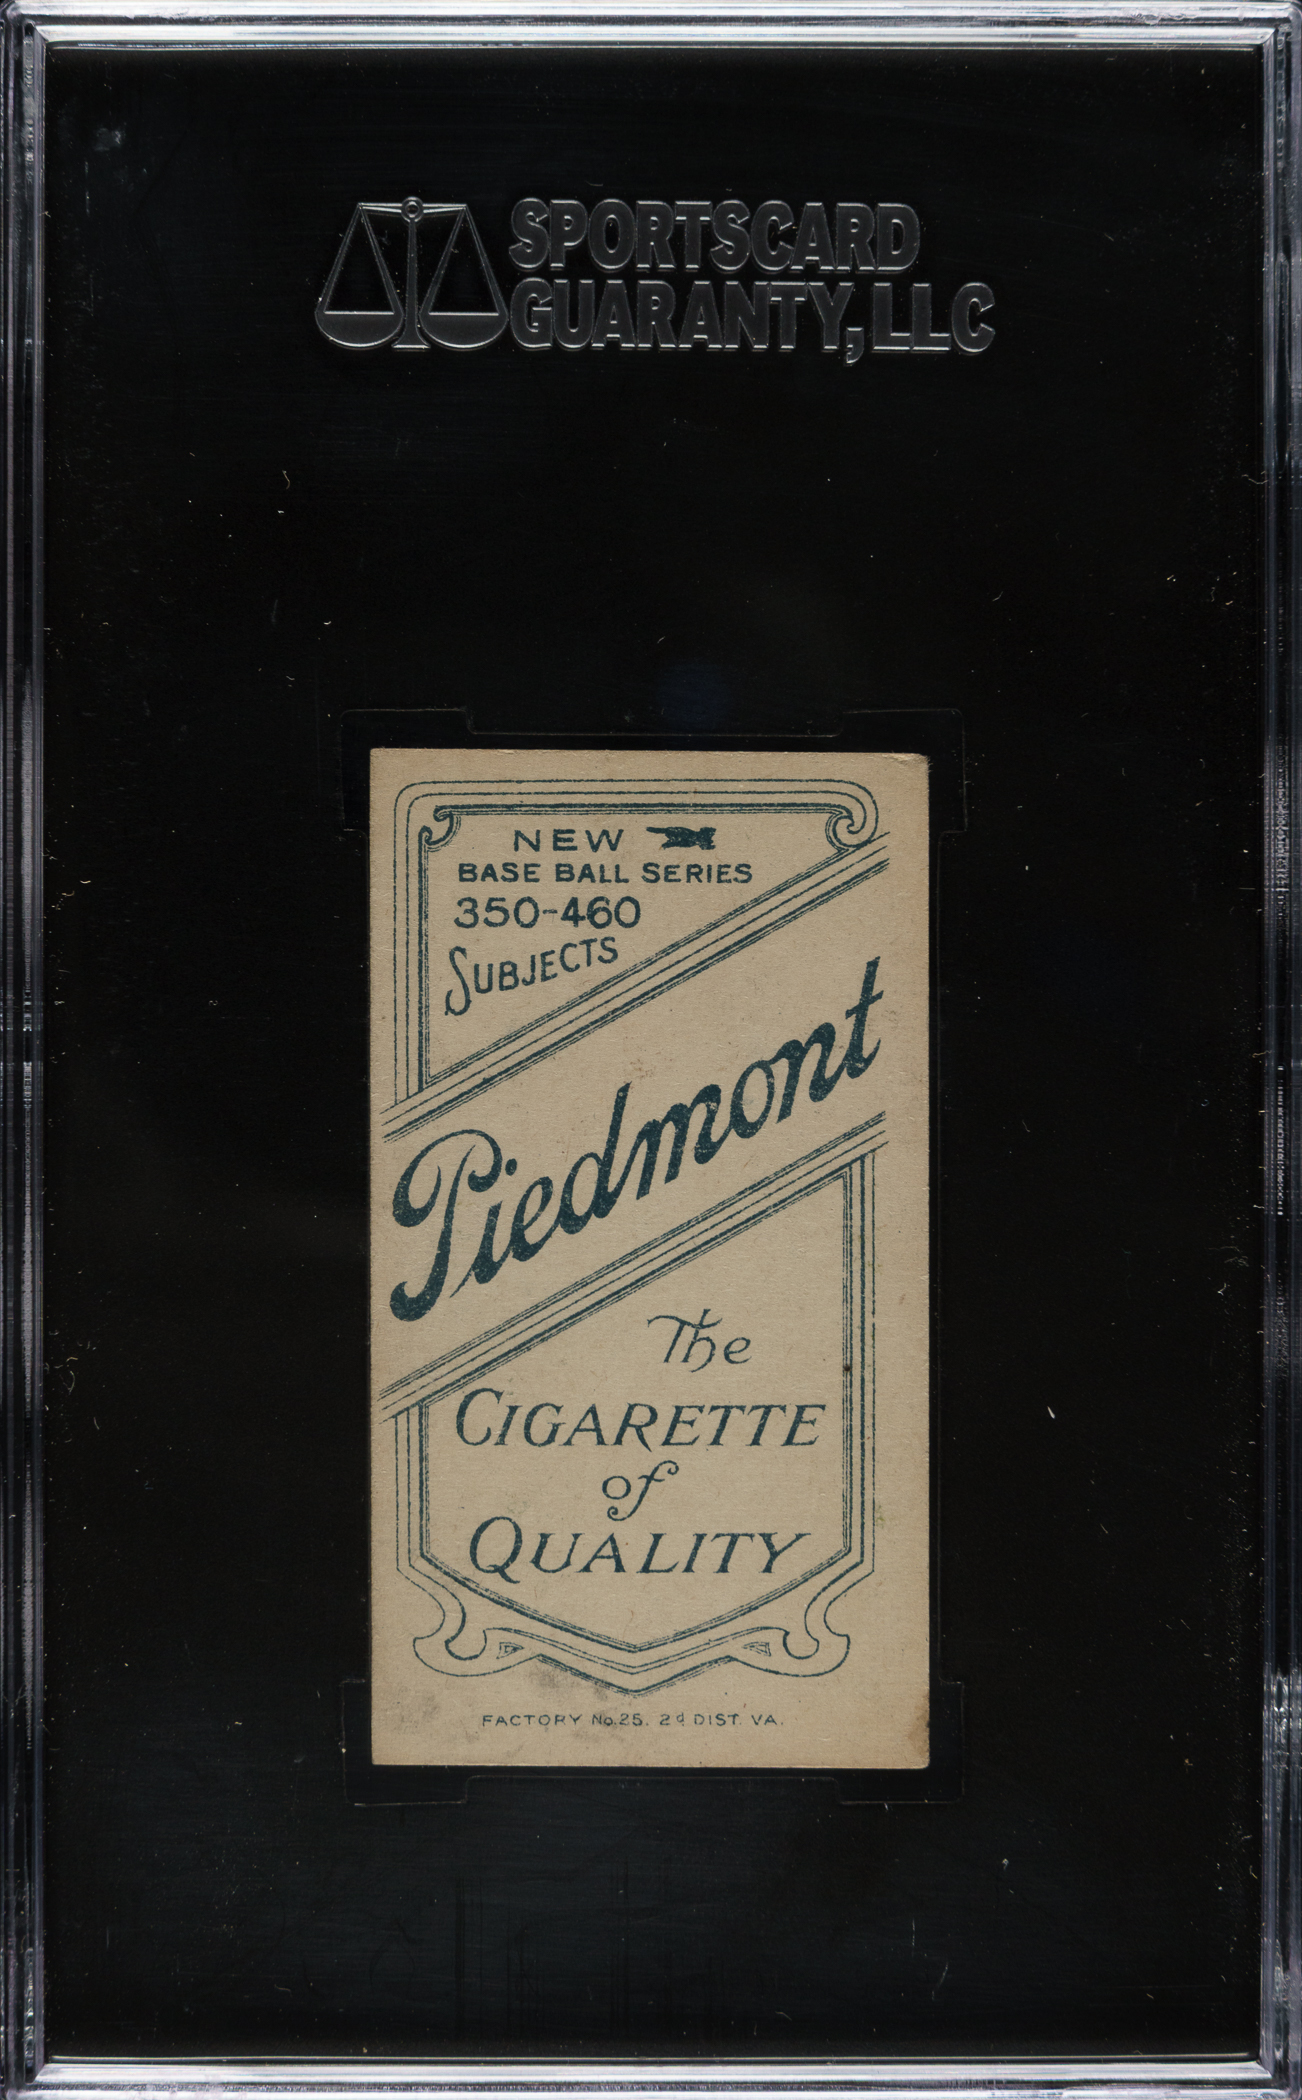 SPORTSCARD
GUARANTY, LLC
NEW
BASE BALL SERIES
350-460
SUBJECTS
Piedmont
The
CIGARETTE
of
QUALITY
FACTORY No.25. 2d DIST. VA.